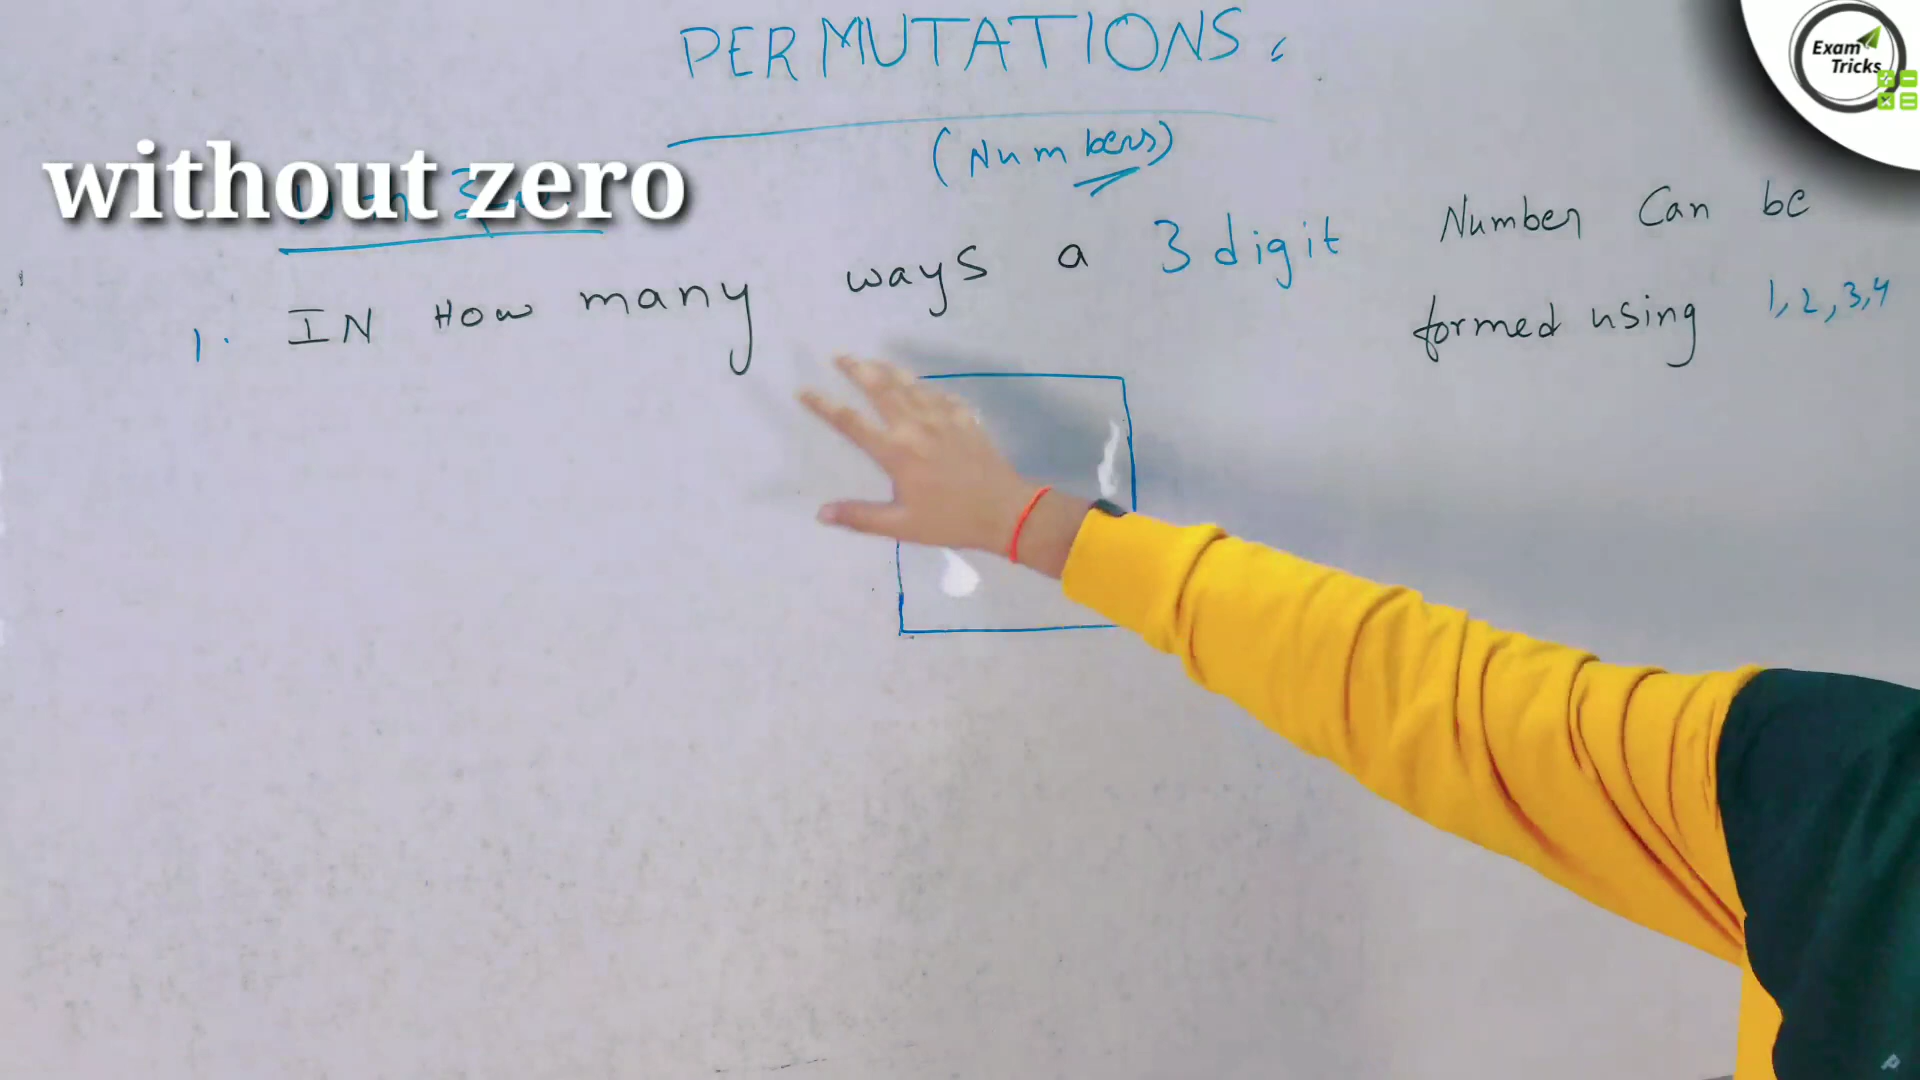 PERMUTATIONS.
(Numbers)
without zero
1. IN How many ways a 3 digit Number Can be
formed using 1, 2, 3, 4
Exam
Tricks